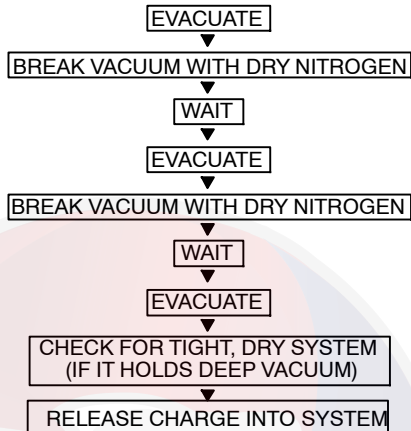 EVACUATE
BREAK VACUUM WITH DRY NITROGEN
WAIT
EVACUATE
BREAK VACUUM WITH DRY NITROGEN
WAIT
EVACUATE
CHECK FOR TIGHT, DRY SYSTEM
(IF IT HOLDS DEEP VACUUM)
RELEASE CHARGE INTO SYSTEM